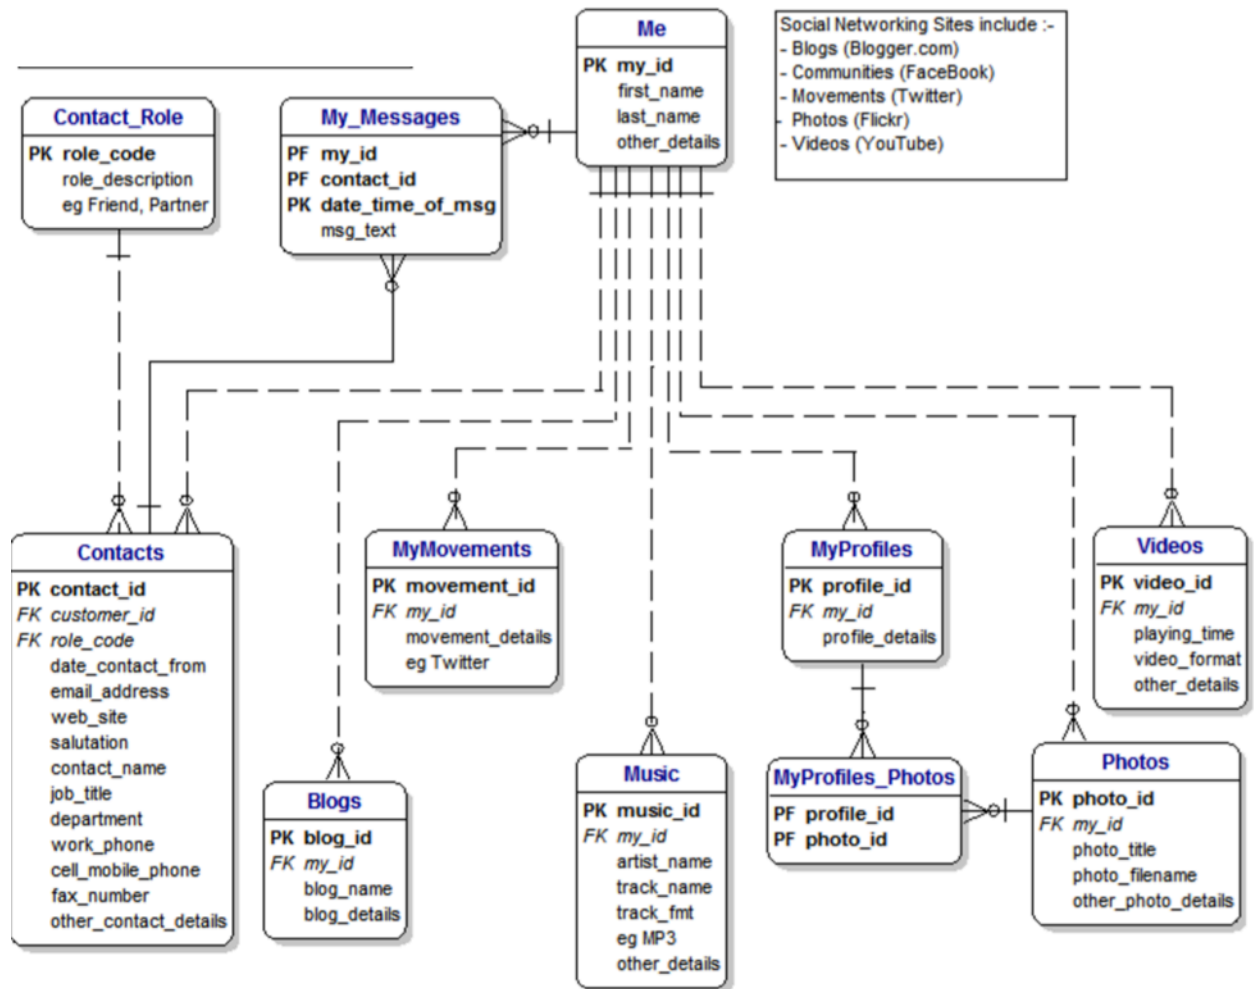 Me
PK my_id
first_name
last_name
other_details
Social Networking Sites include :-
- Blogs (Blogger.com)
- Communities (FaceBook)
- Movements (Twitter)
- Photos (Flickr)
- Videos (YouTube)
Contact_Role
PK role_code
role_description
eg Friend, Partner
My_Messages
PF my_id
PF contact_id
PK date_time_of_msg
msg_text
Contacts
PK contact_id
FK customer_id
FK role_code
date_contact_from
email_address
web_site
salutation
contact_name
job_title
department
work_phone
cell_mobile_phone
fax_number
other_contact_details
MyMovements
PK movement_id
FK my_id
movement_details
eg Twitter
MyProfiles
PK profile_id
FK my_id
profile_details
Videos
PK video_id
FK my_id
playing_time
video_format
other_details
Blogs
PK blog_id
FK my_id
blog_name
blog_details
Music
PK music_id
FK my_id
artist_name
track_name
track_fmt
eg MP3
other_details
MyProfiles_Photos
PF profile_id
PF photo_id
Photos
PK photo_id
FK my_id
photo_title
photo_filename
other_photo_details